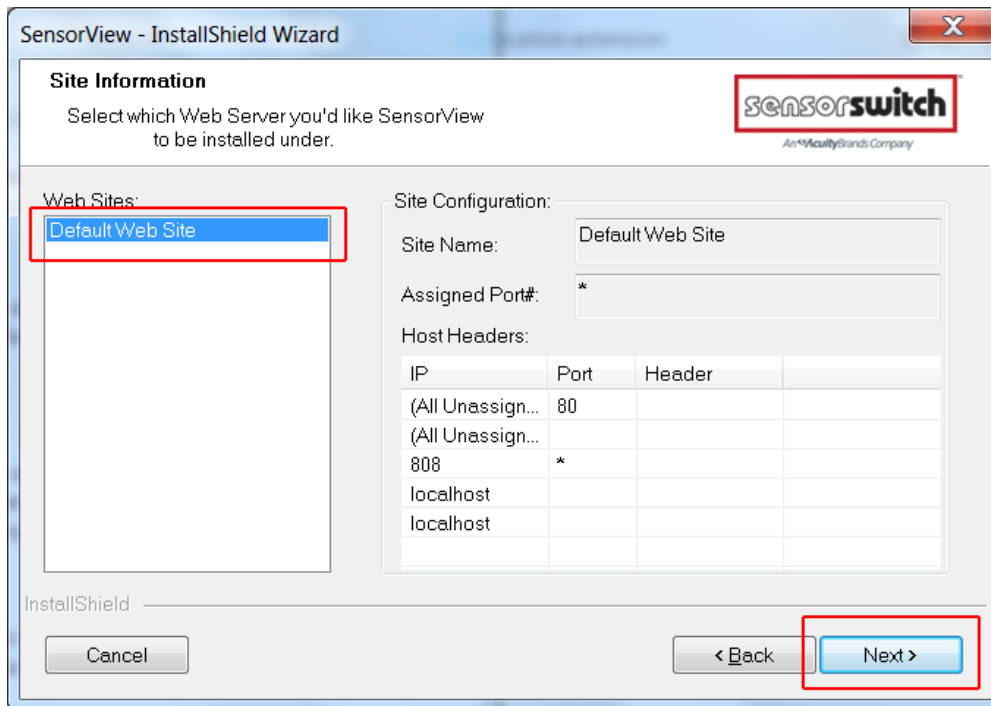 SensorView - InstallShield Wizard
Site Information
Select which Web Server you'd like SensorView
to be installed under.
sensorswitch
An AcuityBrands Company
Web Sites:
Default Web Site
Site Configuration:
Site Name:
Default Web Site
Assigned Port#:
*
Host Headers:
IP Port Header
(All Unassign... 80
(All Unassign...
808 *
localhost
localhost
InstallShield
Cancel
< Back
Next >